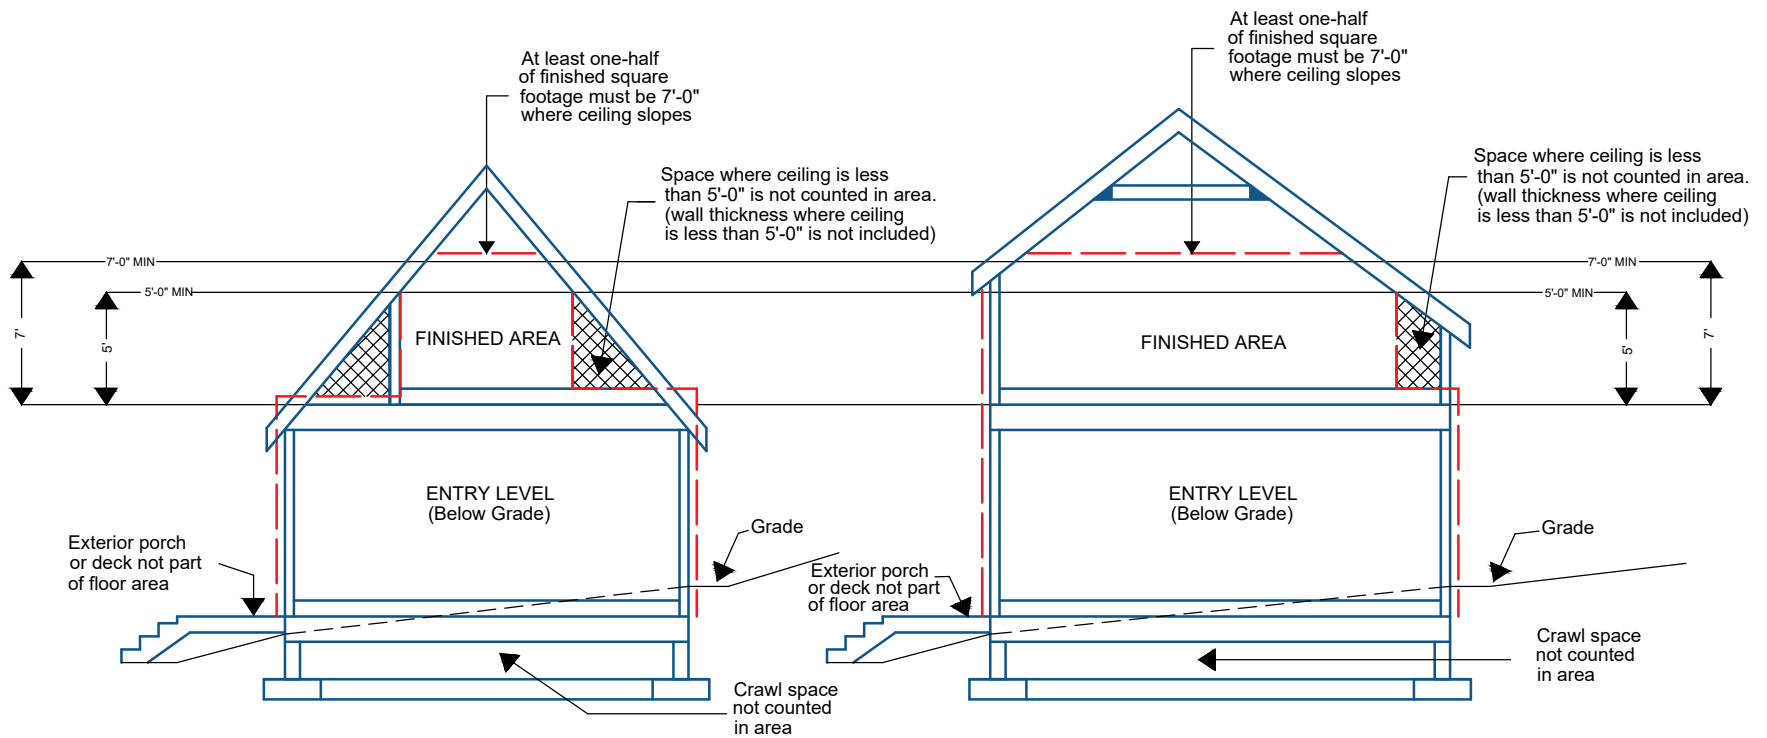 At least one-half
of finished square
footage must be 7'-0"
where ceiling slopes
Space where ceiling is less
than 5'-0" is not counted in area.
(wall thickness where ceiling
is less than 5'-0" is not included)
7'-0" MIN
5'-0" MIN
7'
5'
FINISHED AREA
ENTRY LEVEL
(Below Grade)
Grade
Exterior porch
or deck not part
of floor area
Crawl space
not counted
in area
At least one-half
of finished square
footage must be 7'-0"
where ceiling slopes
Space where ceiling is less
than 5'-0" is not counted in area.
(wall thickness where ceiling
is less than 5'-0" is not included)
7'-0" MIN
5'-0" MIN
5'
7'
FINISHED AREA
ENTRY LEVEL
(Below Grade)
Grade
Exterior porch
or deck not part
of floor area
Crawl space
not counted
in area